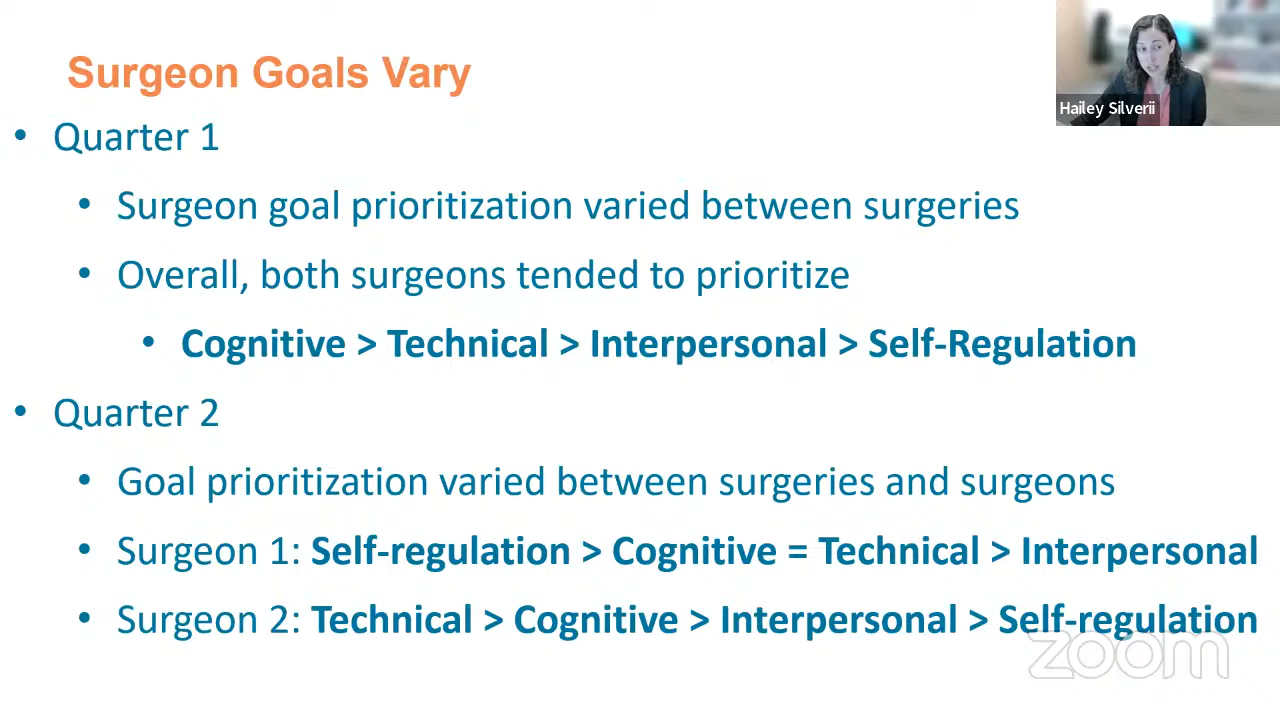 Surgeon Goals Vary
Hailey Silverii
• Quarter 1
• Surgeon goal prioritization varied between surgeries
• Overall, both surgeons tended to prioritize
• Cognitive > Technical > Interpersonal > Self-Regulation
• Quarter 2
• Goal prioritization varied between surgeries and surgeons
• Surgeon 1: Self-regulation > Cognitive = Technical > Interpersonal
• Surgeon 2: Technical > Cognitive > Interpersonal > Self-regulation
zoom